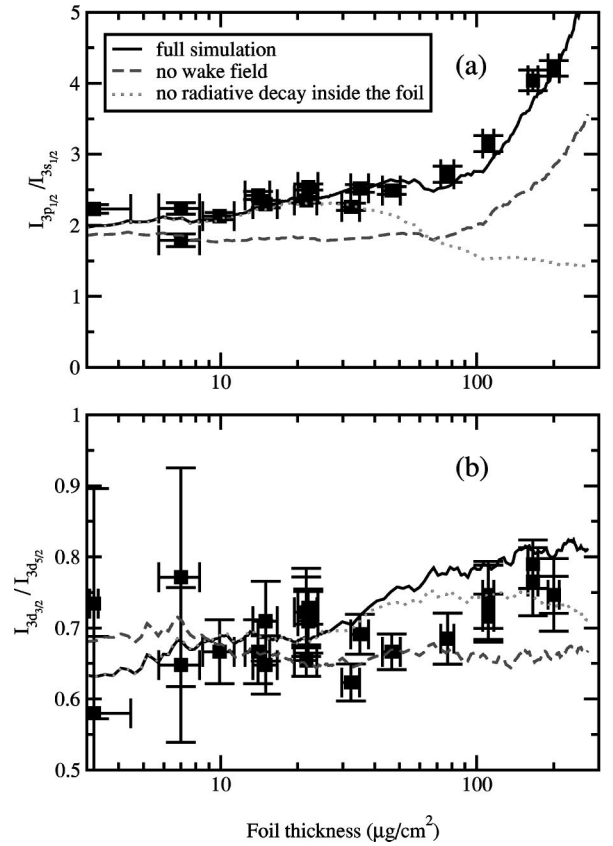 5
full simulation
(a)
no wake field
4
no radiative decay inside the foil
3
I3p1/2 /I3s1/2
2
1
0
10
100
1
(b)
0.9
0.8
I3d3/2 / I3d5/2
0.7
0.6
0.5
10
100
Foil thickness (μg/cm²)